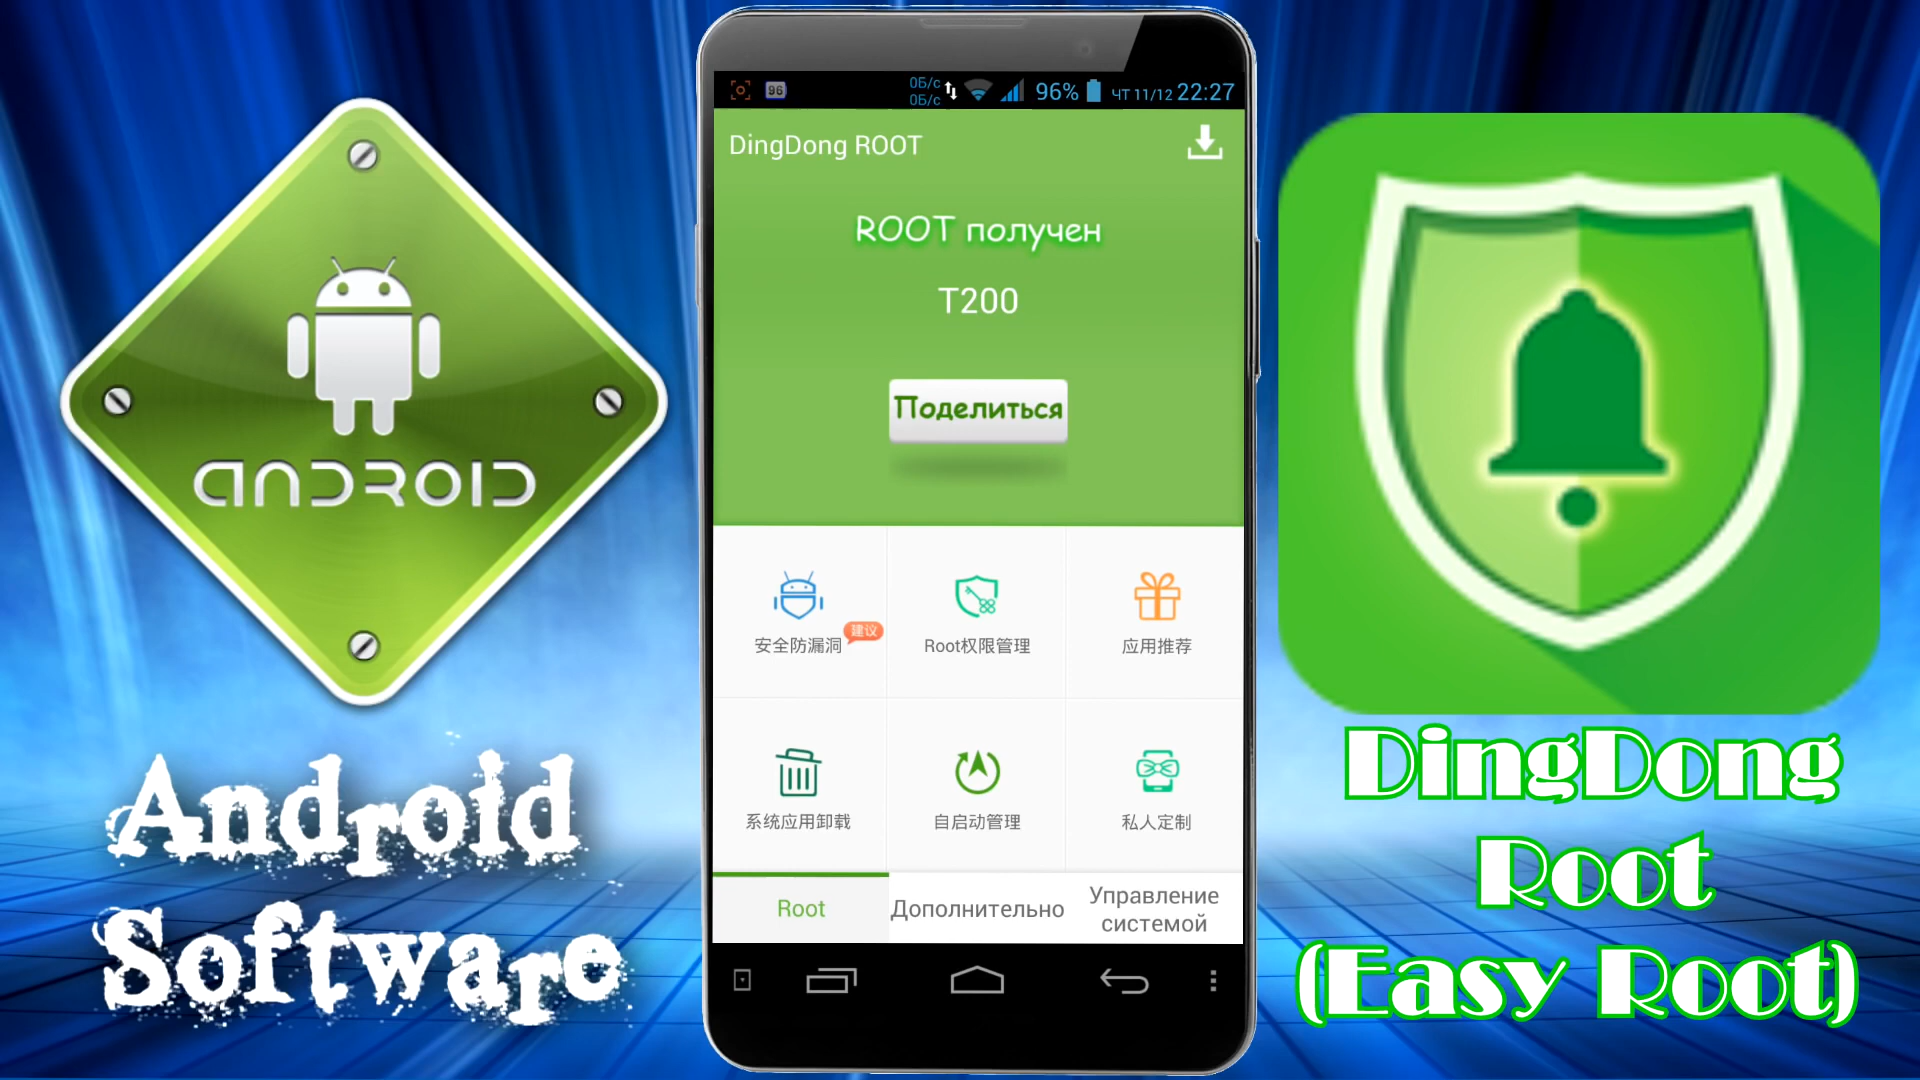 ANDROID
Android
Software
96
0Б/с
0Б/с
96%
ЧТ 11/12 22:27
DingDong ROOT
ROOT получен
T200
Поделиться
安全防漏洞
建议
Root权限管理
应用推荐
系统应用卸载
自启动管理
私人定制
Root
Дополнительно
Управление
системой
DingDong
Root
(Easy Root)